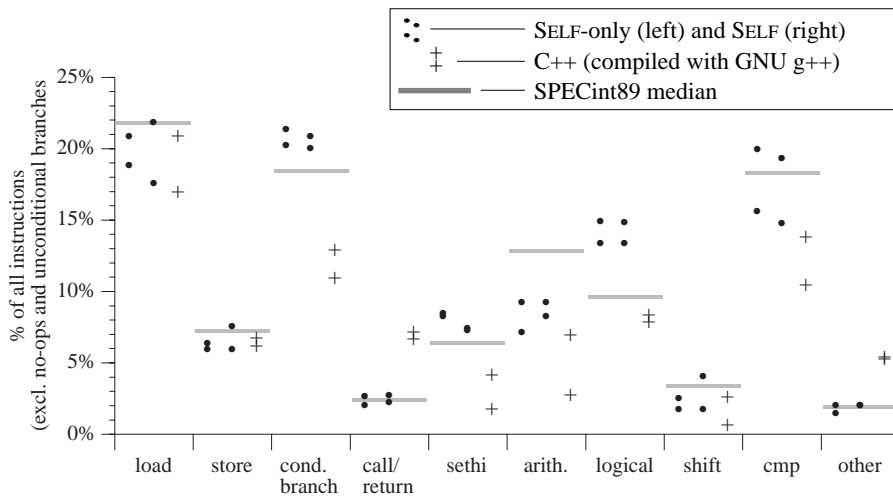 SELF-only (left) and SELF (right)
C++ (compiled with GNU g++)
SPECint89 median
% of all instructions
(excl. no-ops and unconditional branches
25%
20%
15%
10%
5%
0%
load
store
cond.
branch
call/
return
sethi
arith.
logical
shift
cmp
other